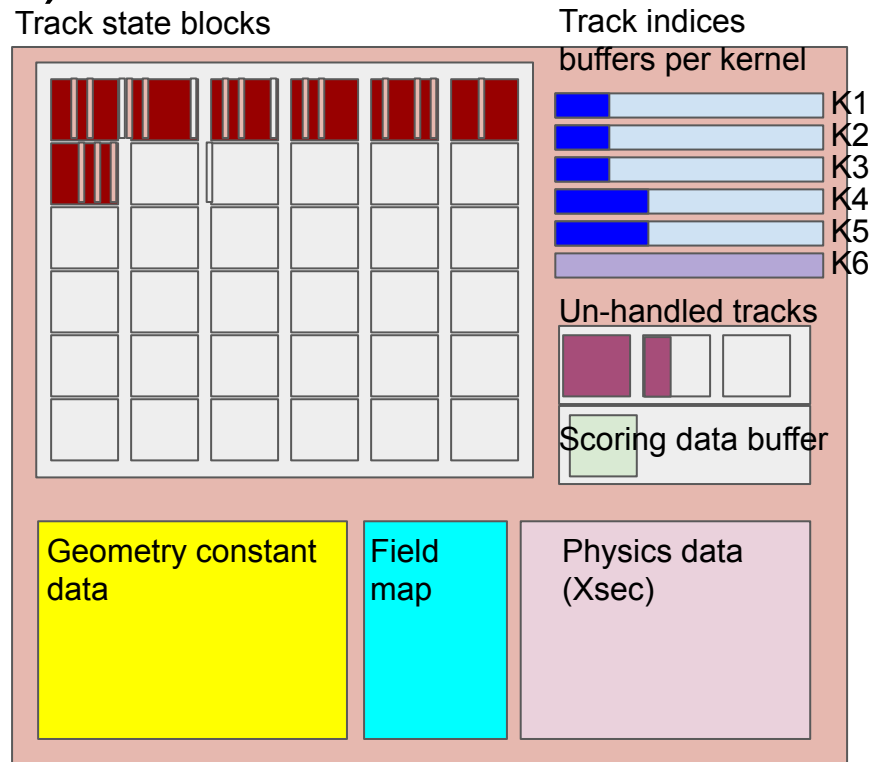 Track state blocks
Track indices
buffers per kernel
K1
K2
K3
K4
K5
K6
Un-handled tracks
Scoring data buffer
Geometry constant
data
Field
map
Physics data
(Xsec)